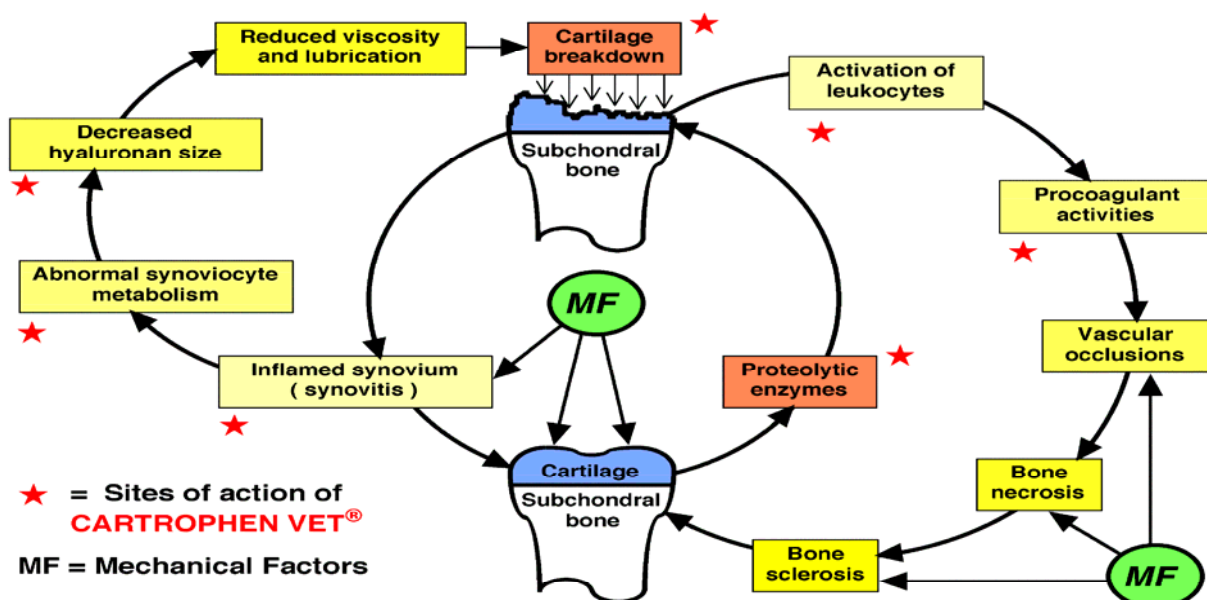 Reduced viscosity
and lubrication
Cartilage
breakdown
Activation of
leukocytes
Decreased
hyaluronan size
Subchondral
bone
Procoagulant
activities
Abnormal synoviocyte
metabolism
MF
Vascular
occlusions
Inflamed synovium
( synovitis )
Proteolytic
enzymes
Cartilage
Subchondral
bone
Bone
necrosis
Bone
sclerosis
MF
= Sites of action of
CARTROPHEN VET®
MF = Mechanical Factors